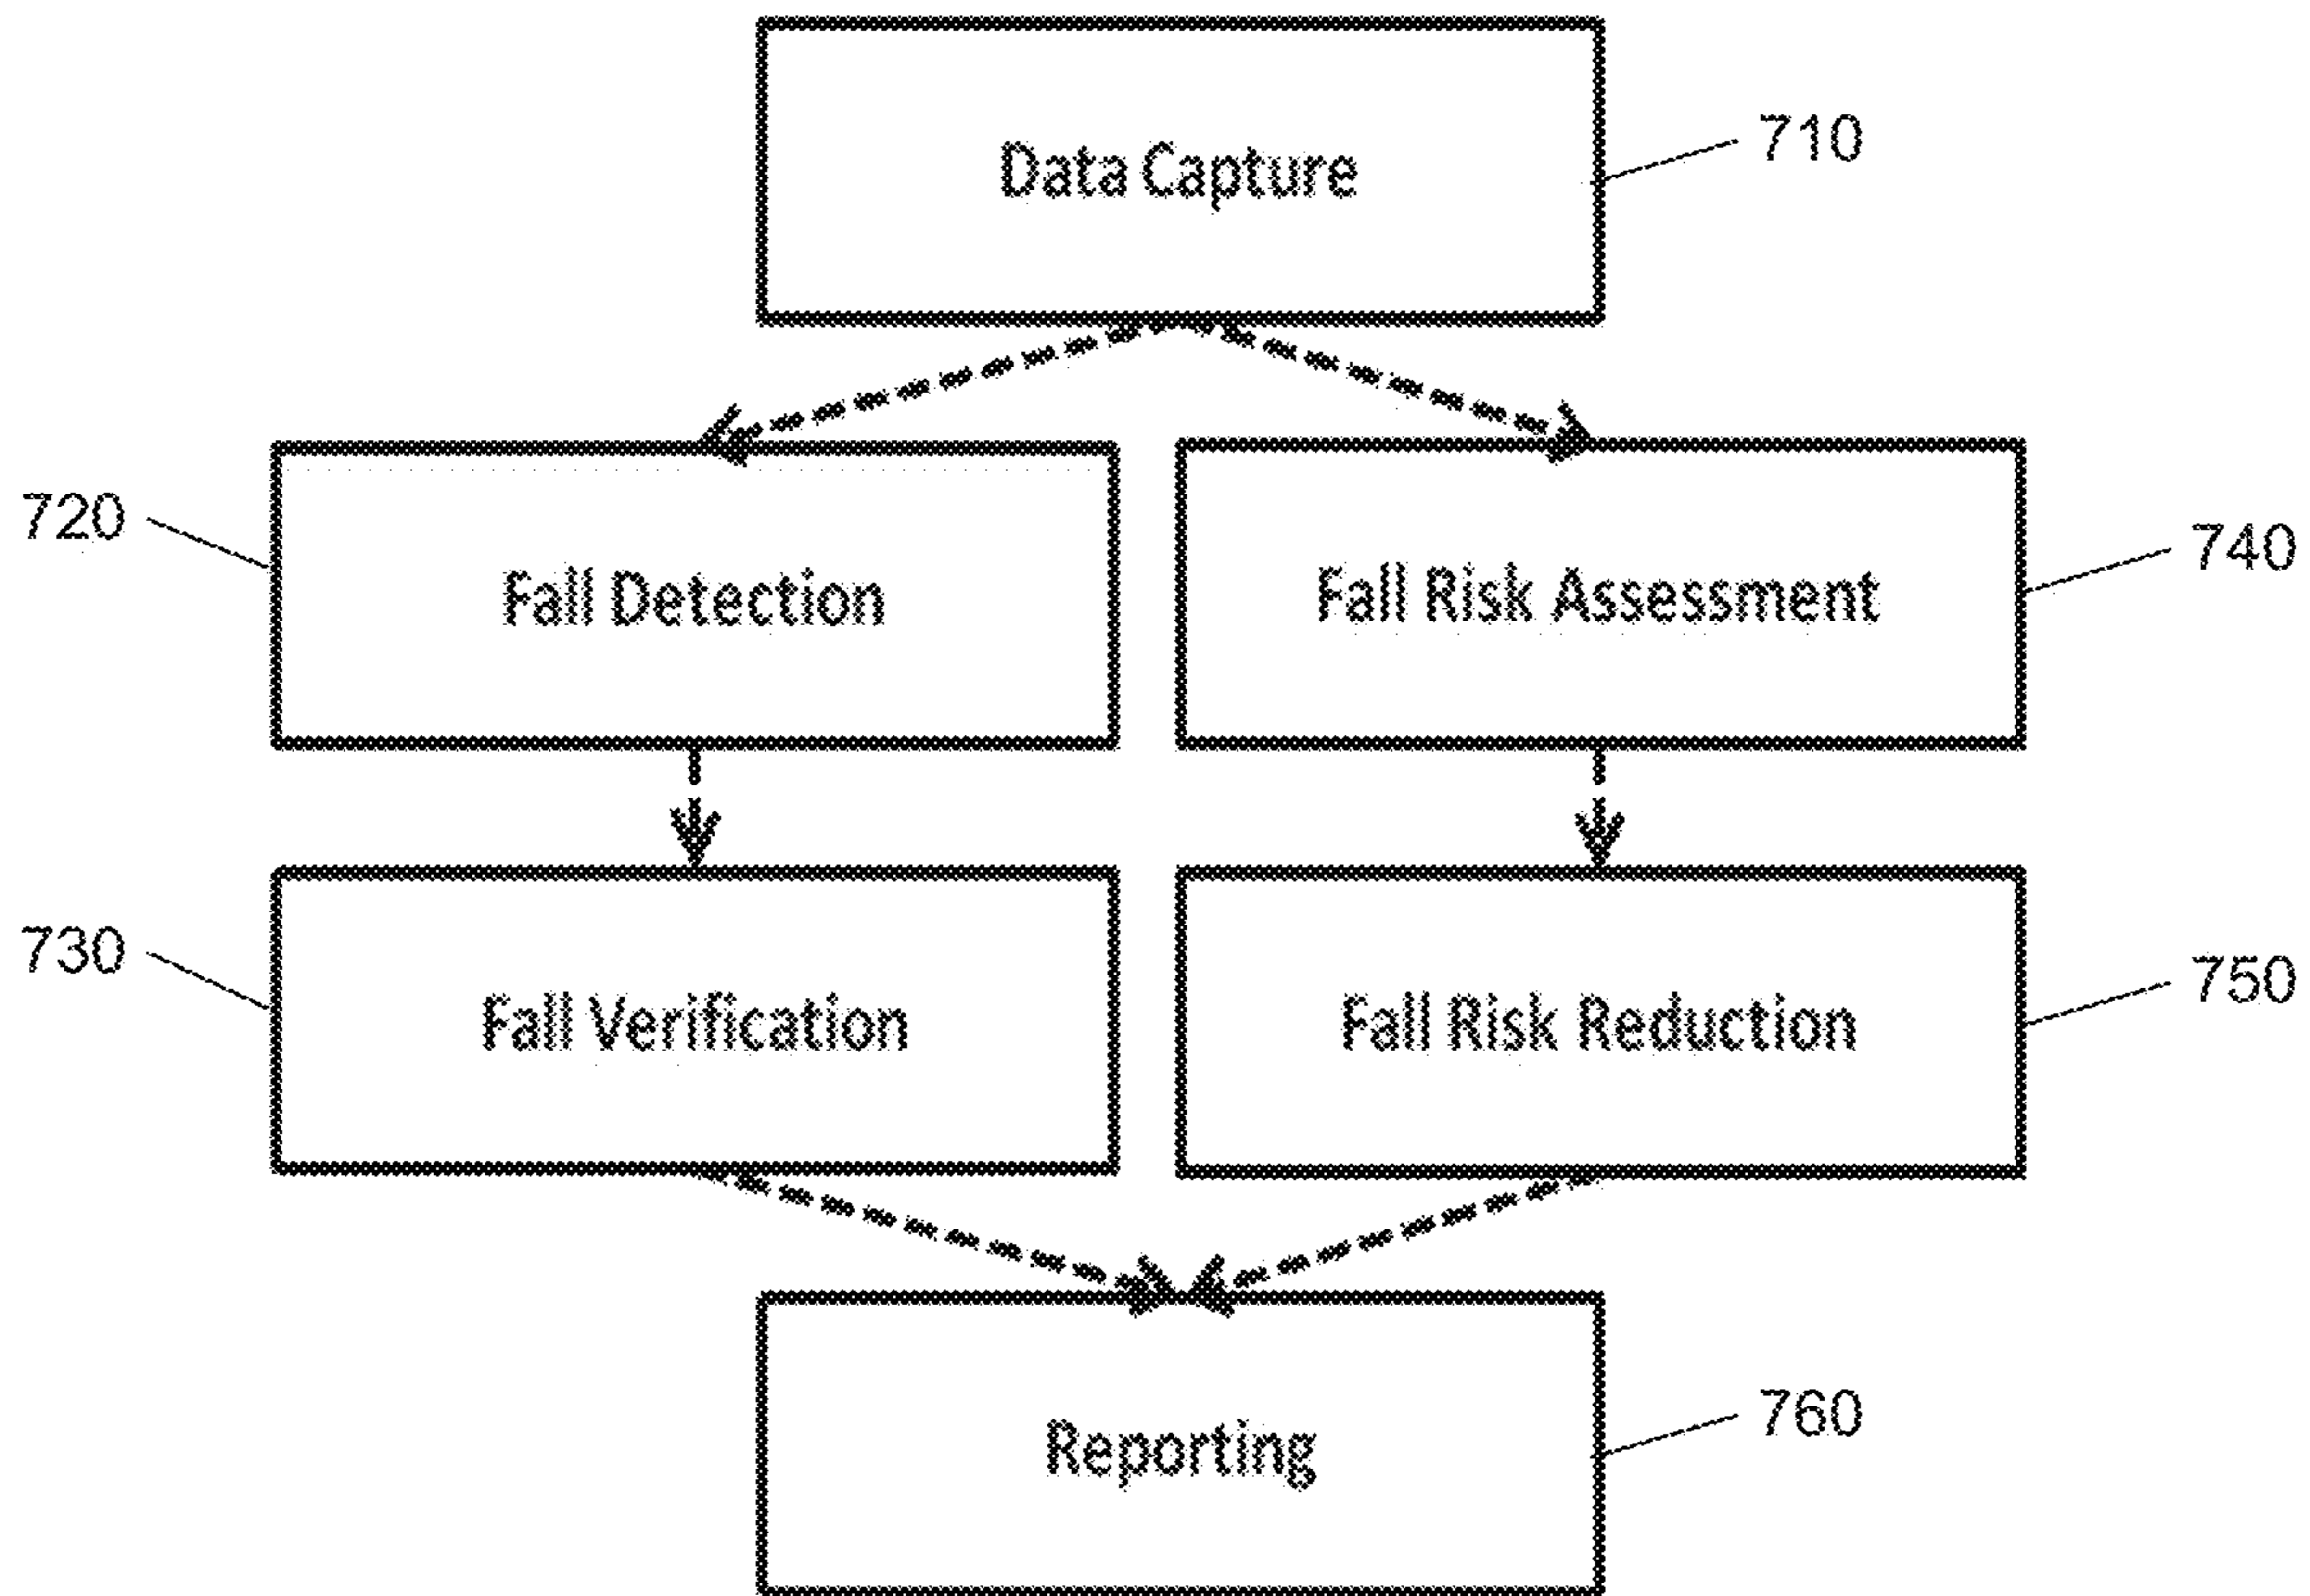 Data Capture
710
720
Fall Detection
Fall Risk Assessment
740
730
Fall Verification
Fall Risk Reduction
750
Reporting
760